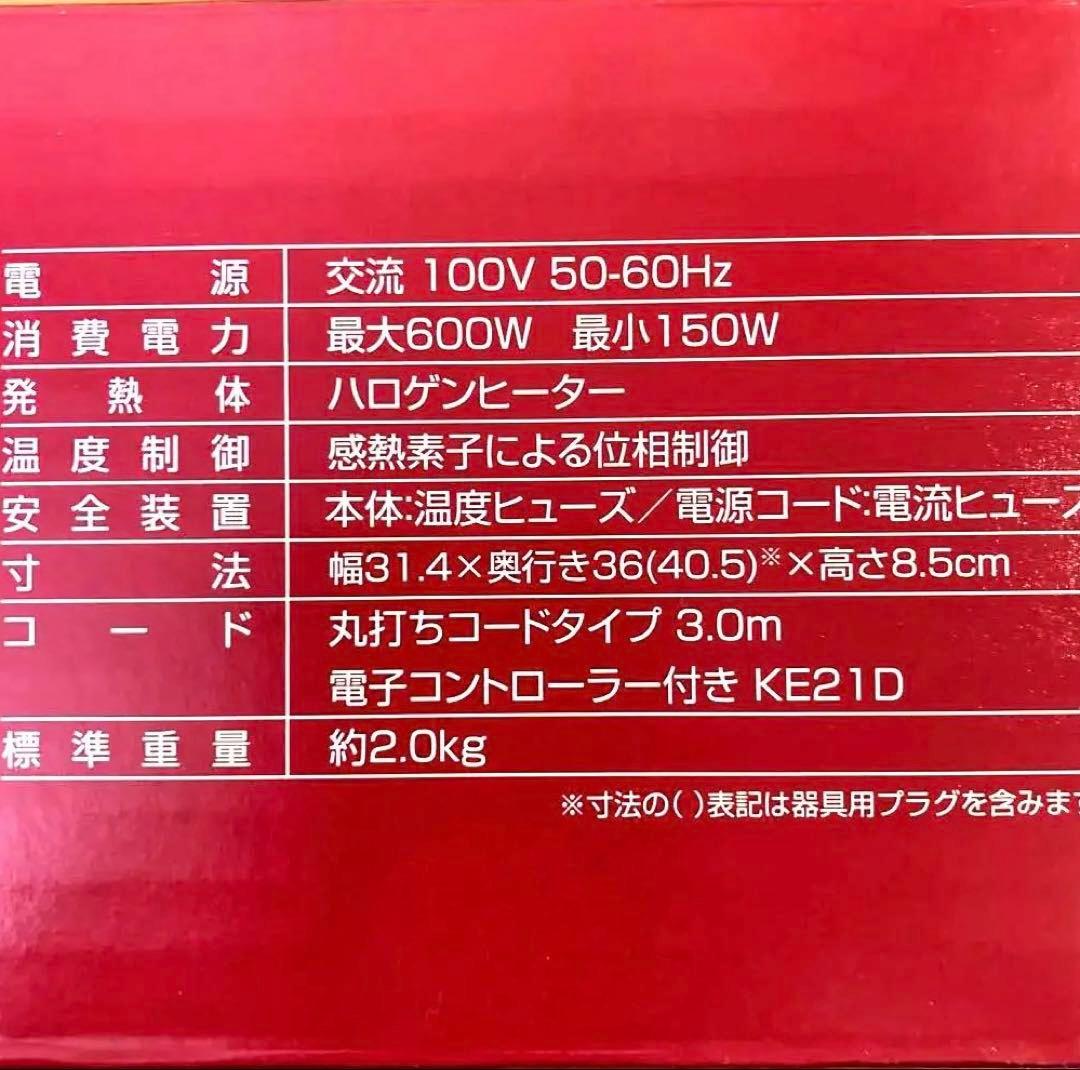 電源 交流 100V 50-60Hz
消費電力 最大600W 最小150W
発熱体 ハロゲンヒーター
温度制御 感熱素子による位相制御
安全装置 本体:温度ヒューズ/電源コード:電流ヒューズ
寸法 幅31.4×奥行き36(40.5)※×高さ8.5cm
コード 丸打ちコードタイプ 3.0m
電子コントローラー付き KE21D
標準重量 約2.0kg
※寸法の( )表記は器具用プラグを含みます